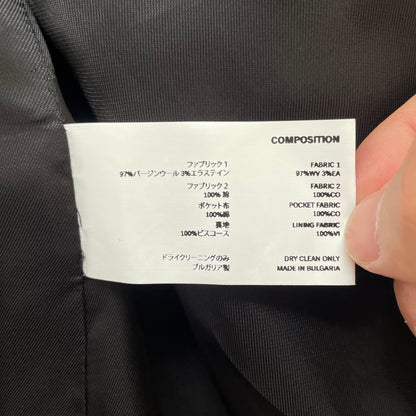 COMPOSITION
ファブリック1 FABRIC 1
97%バージンウール 3%エラステイン 97%WV 3%EA
ファブリック2 FABRIC 2
100%綿 100%CO
ポケット布 POCKET FABRIC
100%綿 100%CO
裏地 LINING FABRIC
100%ビスコース 100%VI
ドライクリーニングのみ DRY CLEAN ONLY
ブルガリア製 MADE IN BULGARIA